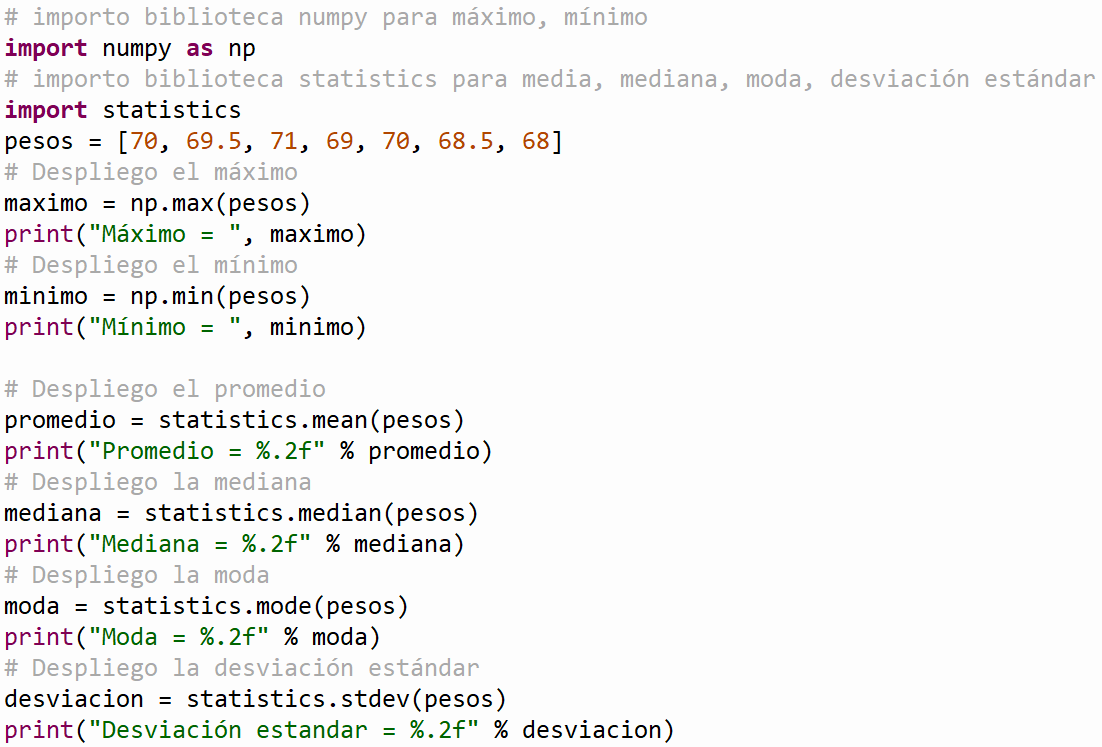 # importo biblioteca numpy para máximo, mínimo
import numpy as np
# importo biblioteca statistics para media, mediana, moda, desviación estándar
import statistics
pesos = [70, 69.5, 71, 69, 70, 68.5, 68]
# Despliego el máximo
maximo = np.max(pesos)
print("Máximo = ", maximo)
# Despliego el mínimo
minimo = np.min(pesos)
print("Mínimo = ", minimo)
# Despliego el promedio
promedio = statistics.mean(pesos)
print("Promedio = %.2f" % promedio)
# Despliego la mediana
mediana = statistics.median(pesos)
print("Mediana = %.2f" % mediana)
# Despliego la moda
moda = statistics.mode(pesos)
print("Moda = %.2f" % moda)
# Despliego la desviación estándar
desviacion = statistics.stdev(pesos)
print("Desviación estandar = %.2f" % desviacion)